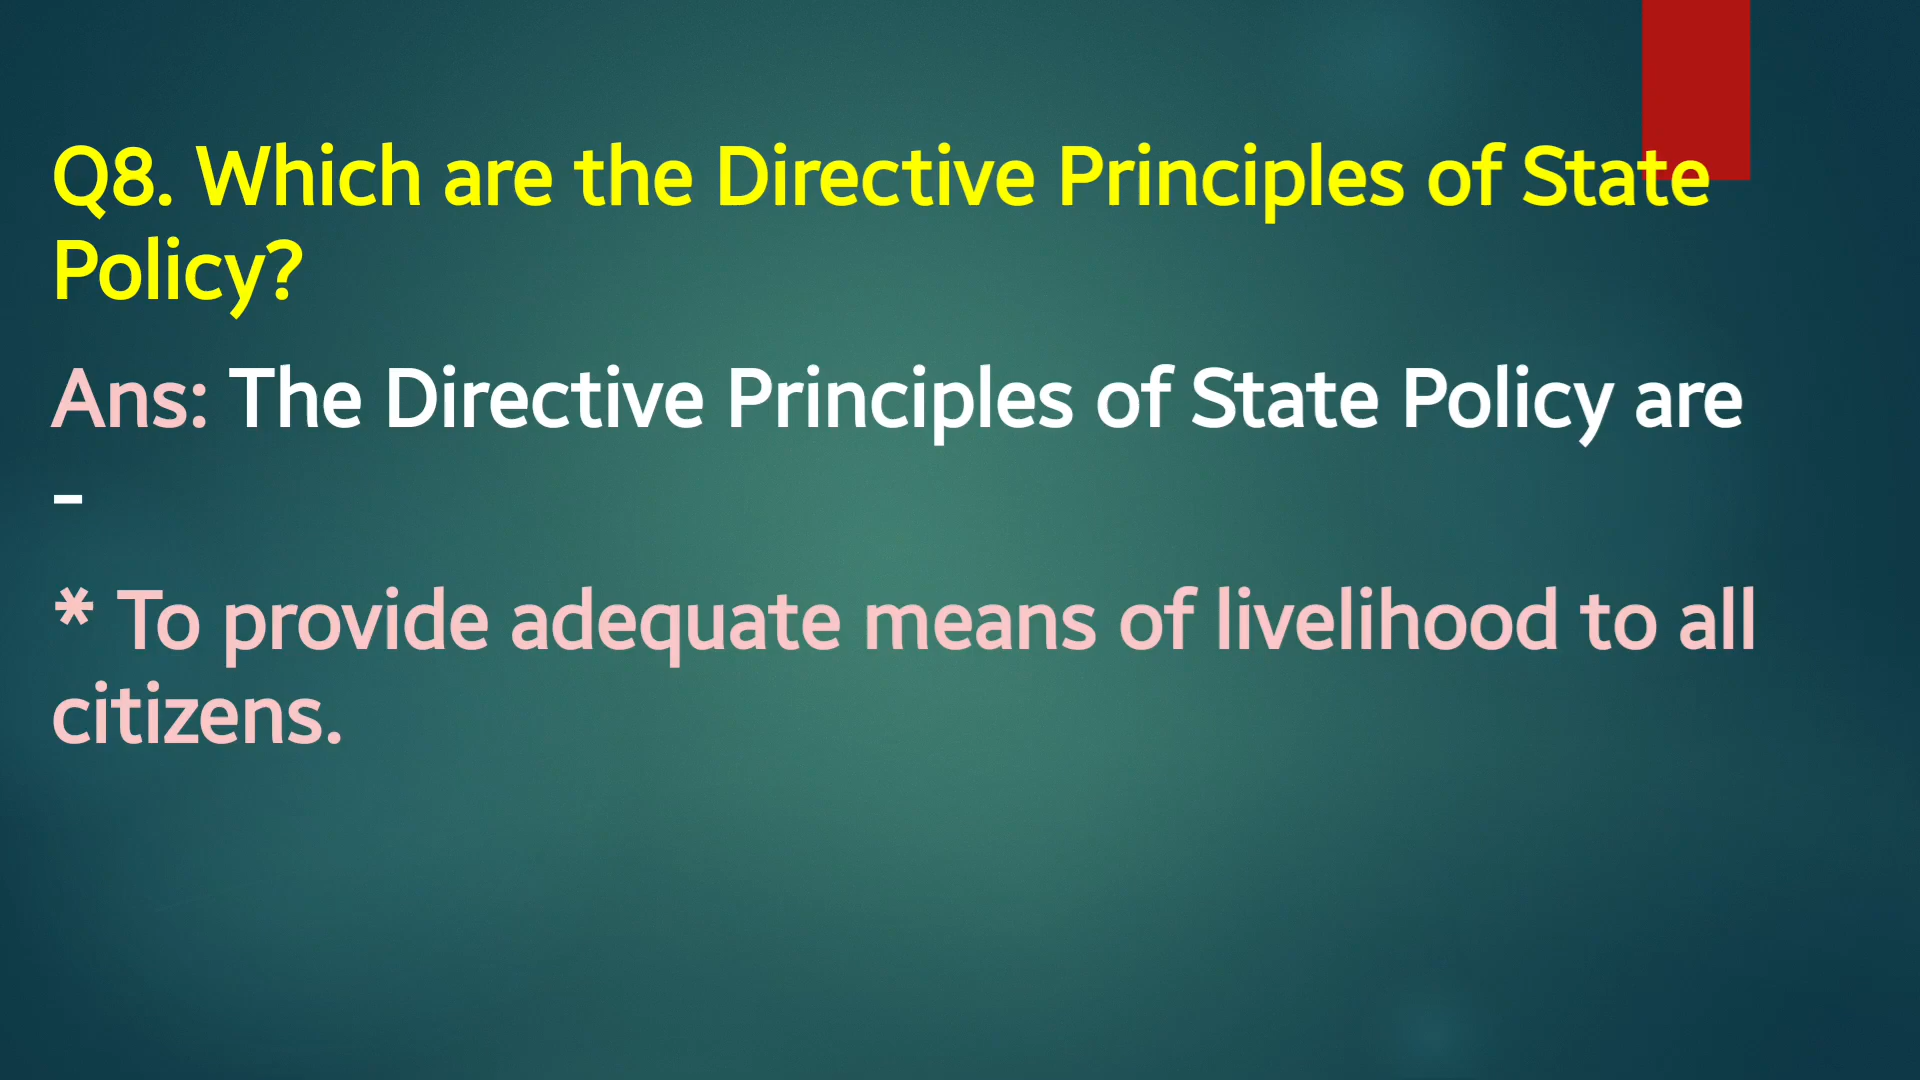 Q8. Which are the Directive Principles of State
Policy?
Ans: The Directive Principles of State Policy are
-
* To provide adequate means of livelihood to all
citizens.